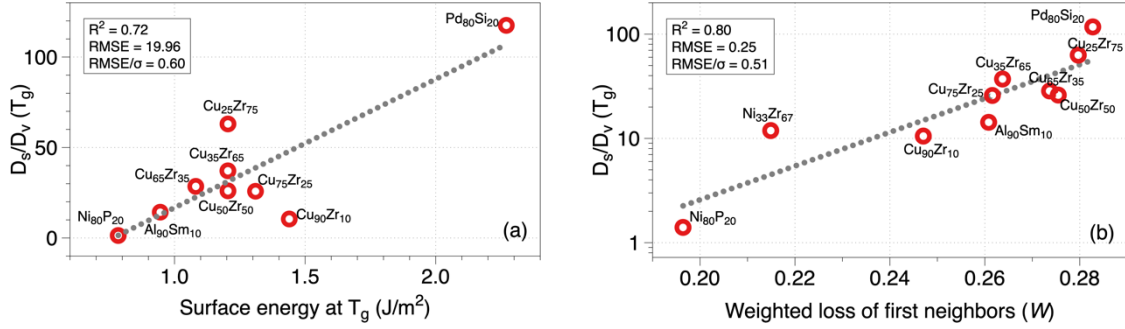 R² = 0.72
RMSE = 19.96
RMSE/σ = 0.60
Pd₈₀Si₂₀
Cu₂₅Zr₇₅
Cu₃₅Zr₆₅
Cu₆₅Zr₃₅
Cu₇₅Zr₂₅
Cu₅₀Zr₅₀
Ni₈₀P₂₀
Al₉₀Sm₁₀
Cu₉₀Zr₁₀
(a)
100
50
0
Dₛ/Dᵥ (T_g)
1.0 1.5 2.0
Surface energy at T_g (J/m²)
R² = 0.80
RMSE = 0.25
RMSE/σ = 0.51
Pd₈₀Si₂₀
Cu₂₅Zr₇₅
Cu₃₅Zr₆₅
Cu₆₅Zr₃₅
Cu₇₅Zr₂₅
Cu₅₀Zr₅₀
Ni₃₃Zr₆₇
Al₉₀Sm₁₀
Cu₉₀Zr₁₀
Ni₈₀P₂₀
(b)
100
10
1
Dₛ/Dᵥ (T_g)
0.20 0.22 0.24 0.26 0.28
Weighted loss of first neighbors (W)